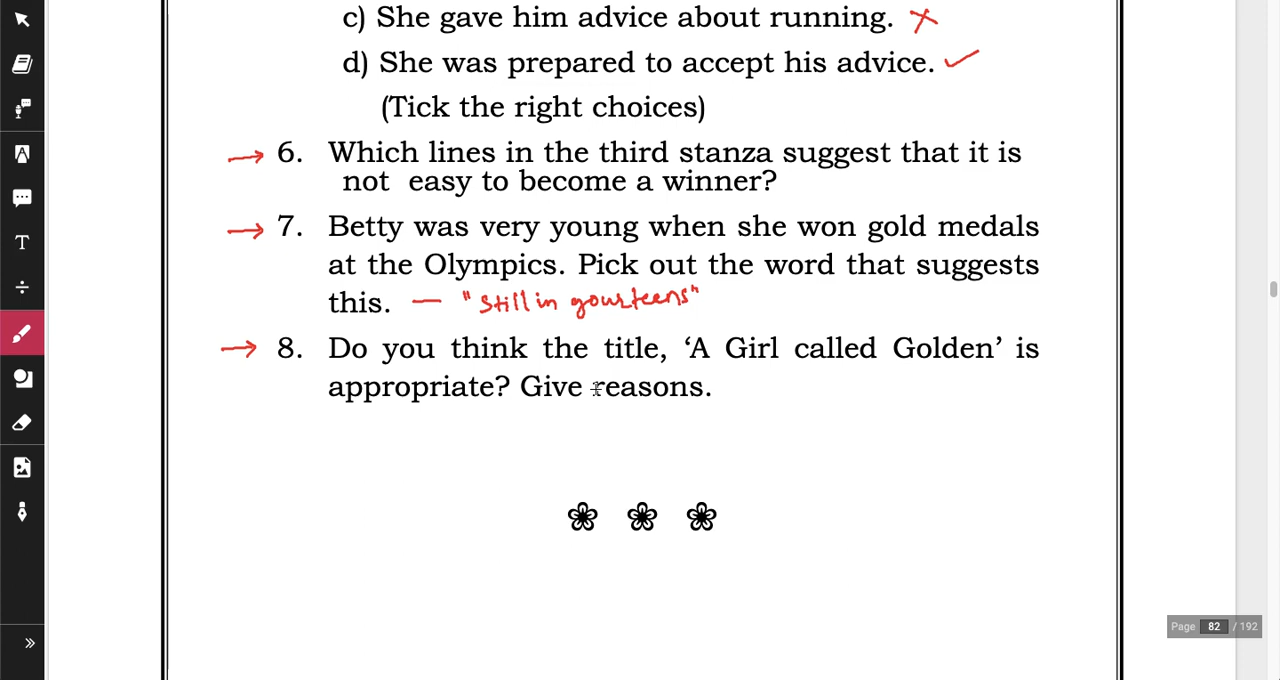 c) She gave him advice about running.
d) She was prepared to accept his advice.
(Tick the right choices)
6. Which lines in the third stanza suggest that it is
not easy to become a winner?
7. Betty was very young when she won gold medals
at the Olympics. Pick out the word that suggests
this. — "Still in your teens"
8. Do you think the title, ‘A Girl called Golden’ is
appropriate? Give reasons.
Page 82 / 192